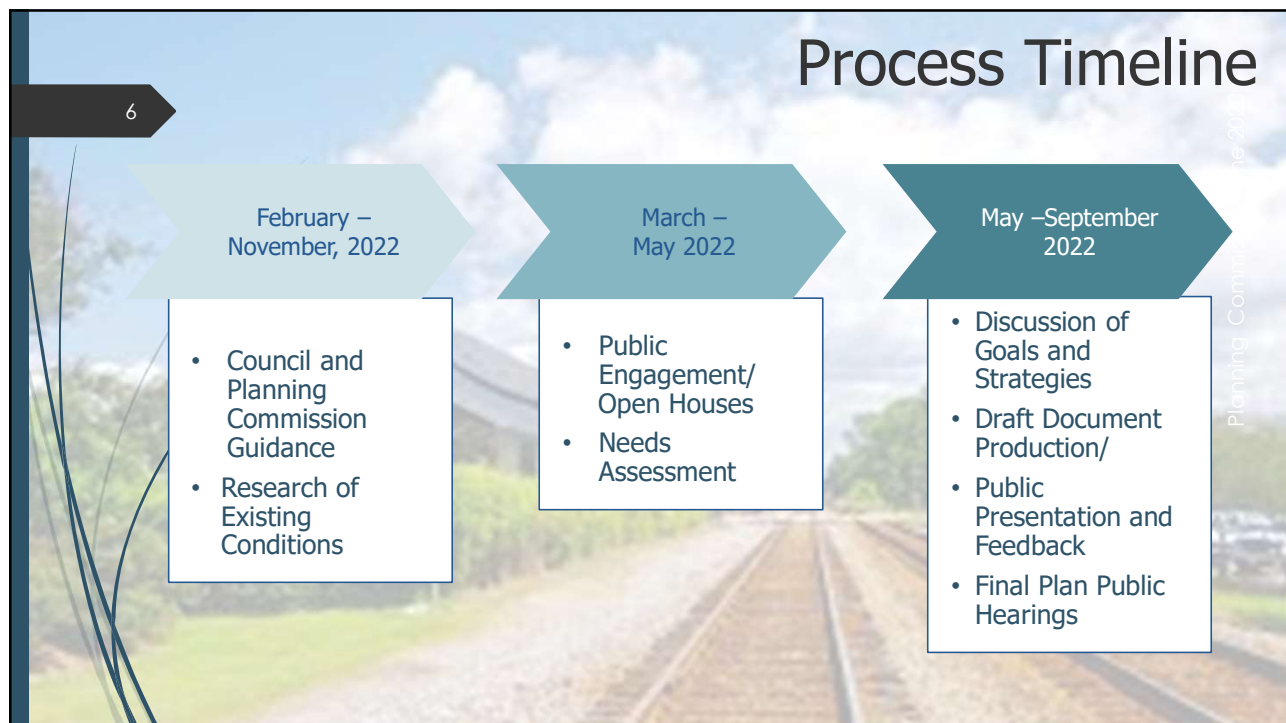 Process Timeline
6
February –
November, 2022
• Council and
Planning
Commission
Guidance
• Research of
Existing
Conditions
March –
May 2022
• Public
Engagement/
Open Houses
• Needs
Assessment
May –September
2022
• Discussion of
Goals and
Strategies
• Draft Document
Production/
• Public
Presentation and
Feedback
• Final Plan Public
Hearings
Planning